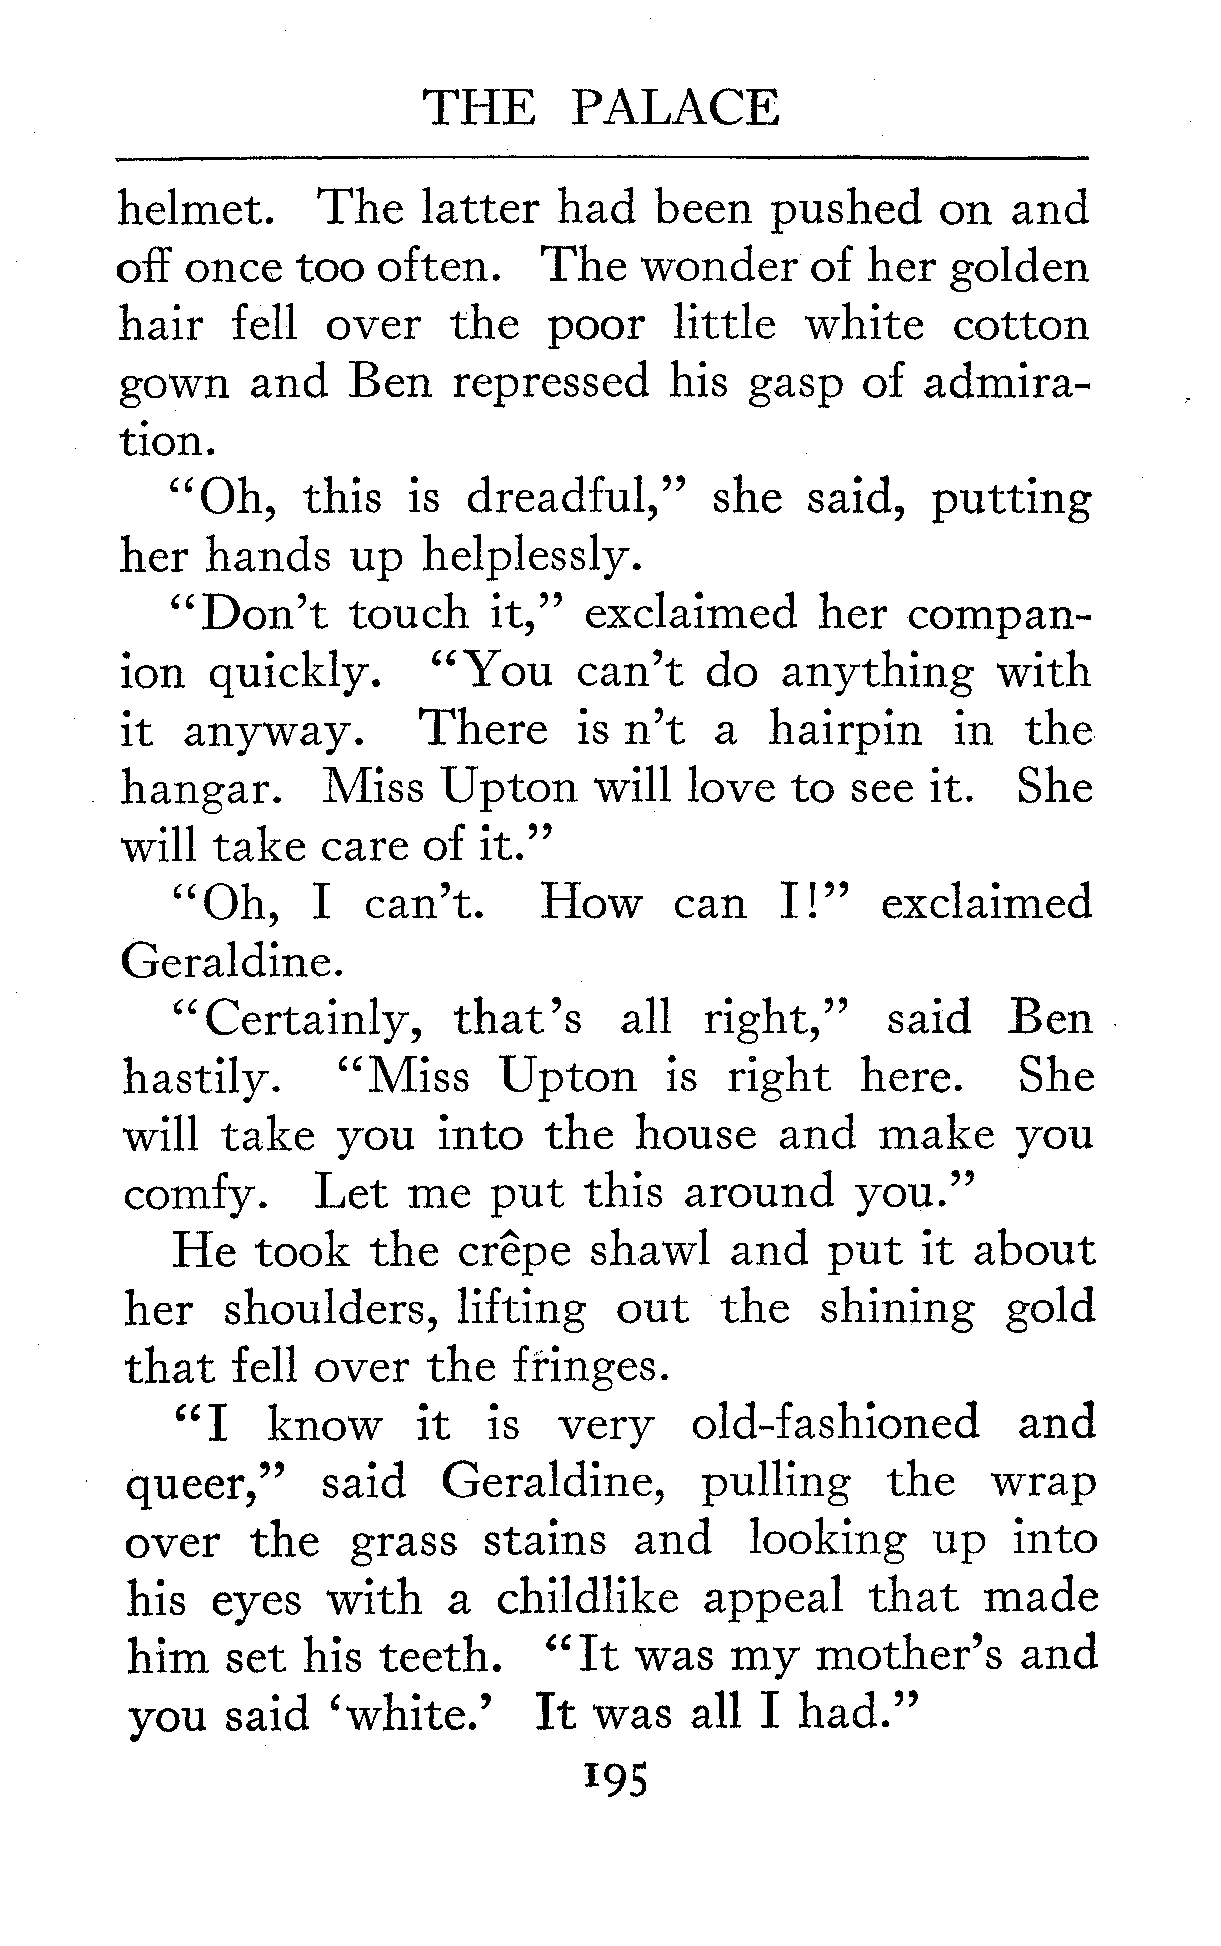 THE PALACE
helmet. The latter had been pushed on and
off once too often. The wonder of her golden
hair fell over the poor little white cotton
gown and Ben repressed his gasp of admira-
tion.
“Oh, this is dreadful,” she said, putting
her hands up helplessly.
“Don’t touch it,” exclaimed her compan-
ion quickly. “You can’t do anything with
it anyway. There is n’t a hairpin in the
hangar. Miss Upton will love to see it. She
will take care of it.”
“Oh, I can’t. How can I!” exclaimed
Geraldine.
“Certainly, that’s all right,” said Ben
hastily. “Miss Upton is right here. She
will take you into the house and make you
comfy. Let me put this around you.”
He took the crêpe shawl and put it about
her shoulders, lifting out the shining gold
that fell over the fringes.
“I know it is very old-fashioned and
queer,” said Geraldine, pulling the wrap
over the grass stains and looking up into
his eyes with a childlike appeal that made
him set his teeth. “It was my mother’s and
you said ‘white.’ It was all I had.”
195